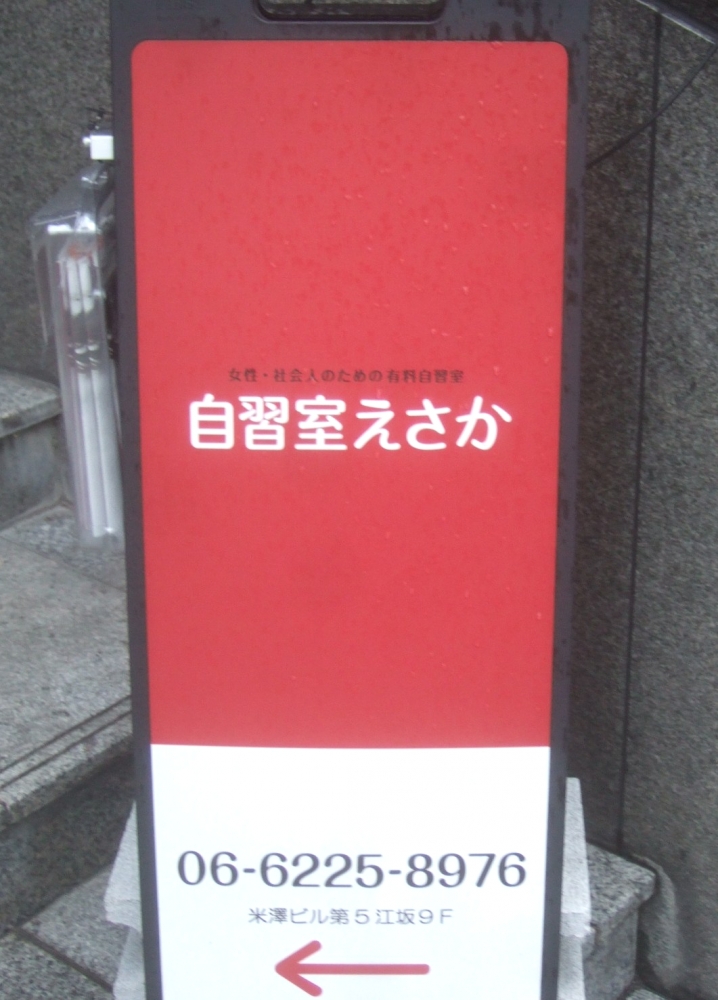 女性・社会人のための有料自習室
自習室えさか
06-6225-8976
米澤ビル第5江坂9F